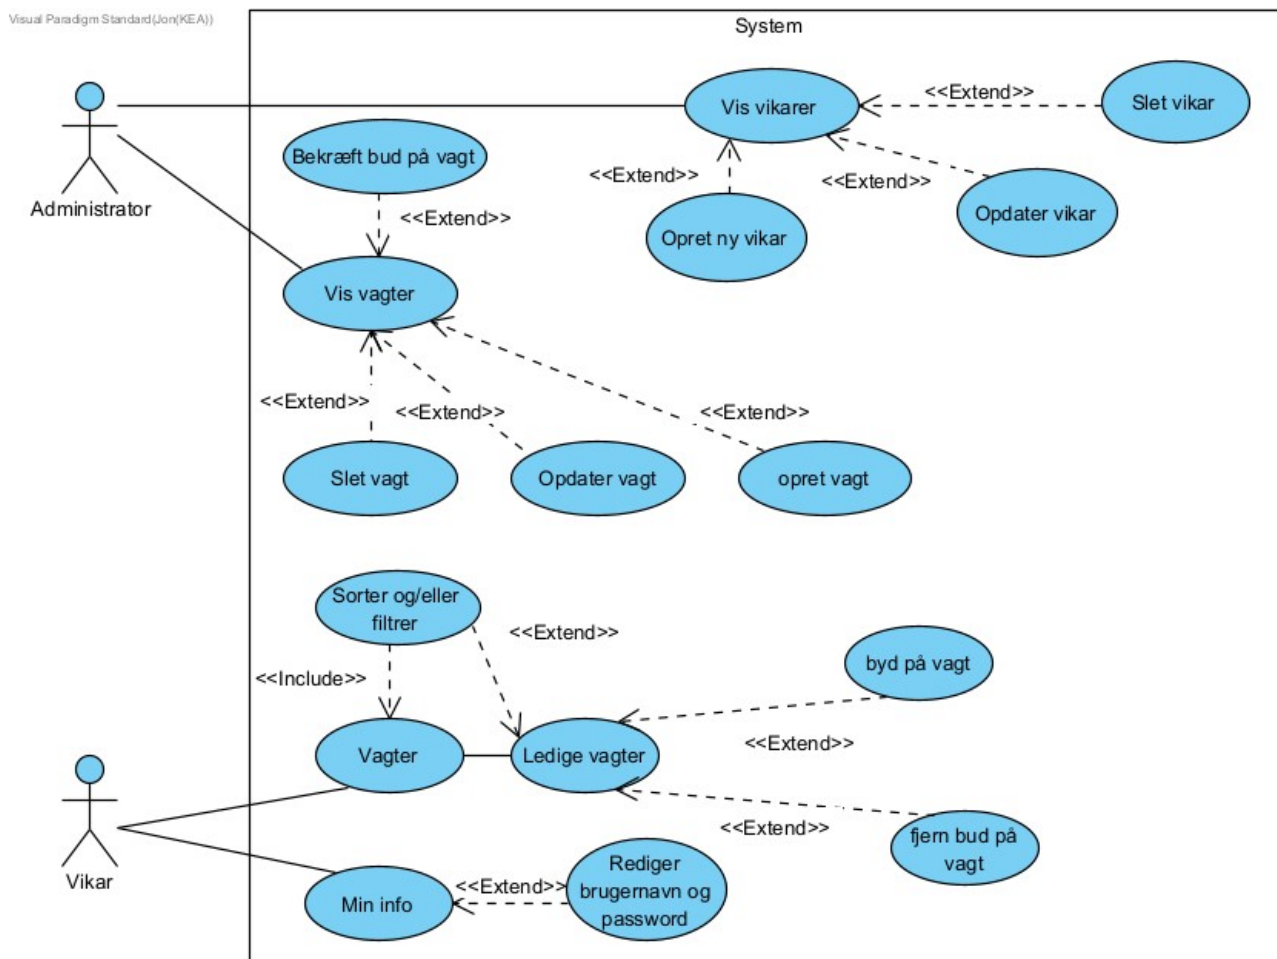 Visual Paradigm Standard(Jon(KEA))
System
Vis vikarer
<<Extend>>
Slet vikar
Bekræft bud på vagt
<<Extend>>
<<Extend>>
Administrator
<<Extend>>
Opret ny vikar
Opdater vikar
Vis vagter
<<Extend>>
<<Extend>>
<<Extend>>
Slet vagt
Opdater vagt
opret vagt
Sorter og/eller
filtrer
<<Extend>>
<<Include>>
byd på vagt
Vagter
Ledige vagter
<<Extend>>
<<Extend>>
fjern bud på
vagt
Vikar
Min info
<<Extend>>
Rediger
brugernavn og
password